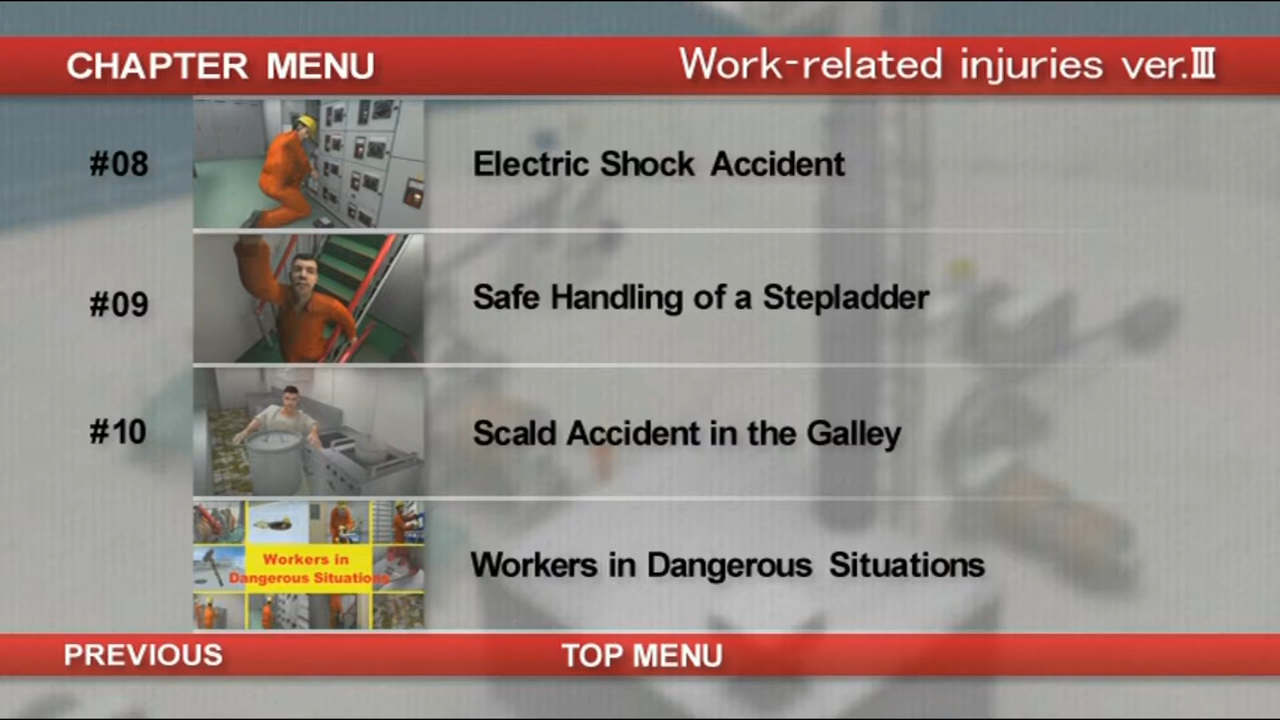 CHAPTER MENU
Work-related injuries ver.Ⅲ
#08
Electric Shock Accident
#09
Safe Handling of a Stepladder
#10
Scald Accident in the Galley
Workers in
Dangerous Situations
Workers in Dangerous Situations
PREVIOUS
TOP MENU